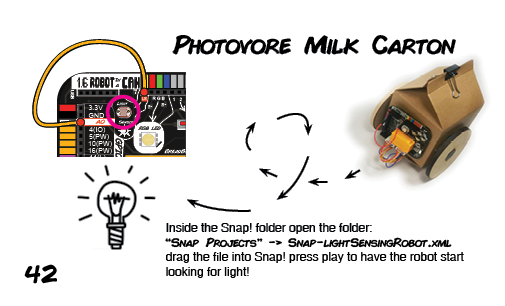 Photovore Milk Carton
1.6 ROBOT
Light
3.3V
GND
AO
4(IO)
5(PW)
10(PW)
16(PW)
RGB LED
Inside the Snap! folder open the folder:
“Snap Projects” -> Snap-lightSensingRobot.xml
drag the file into Snap! press play to have the robot start
looking for light!
42